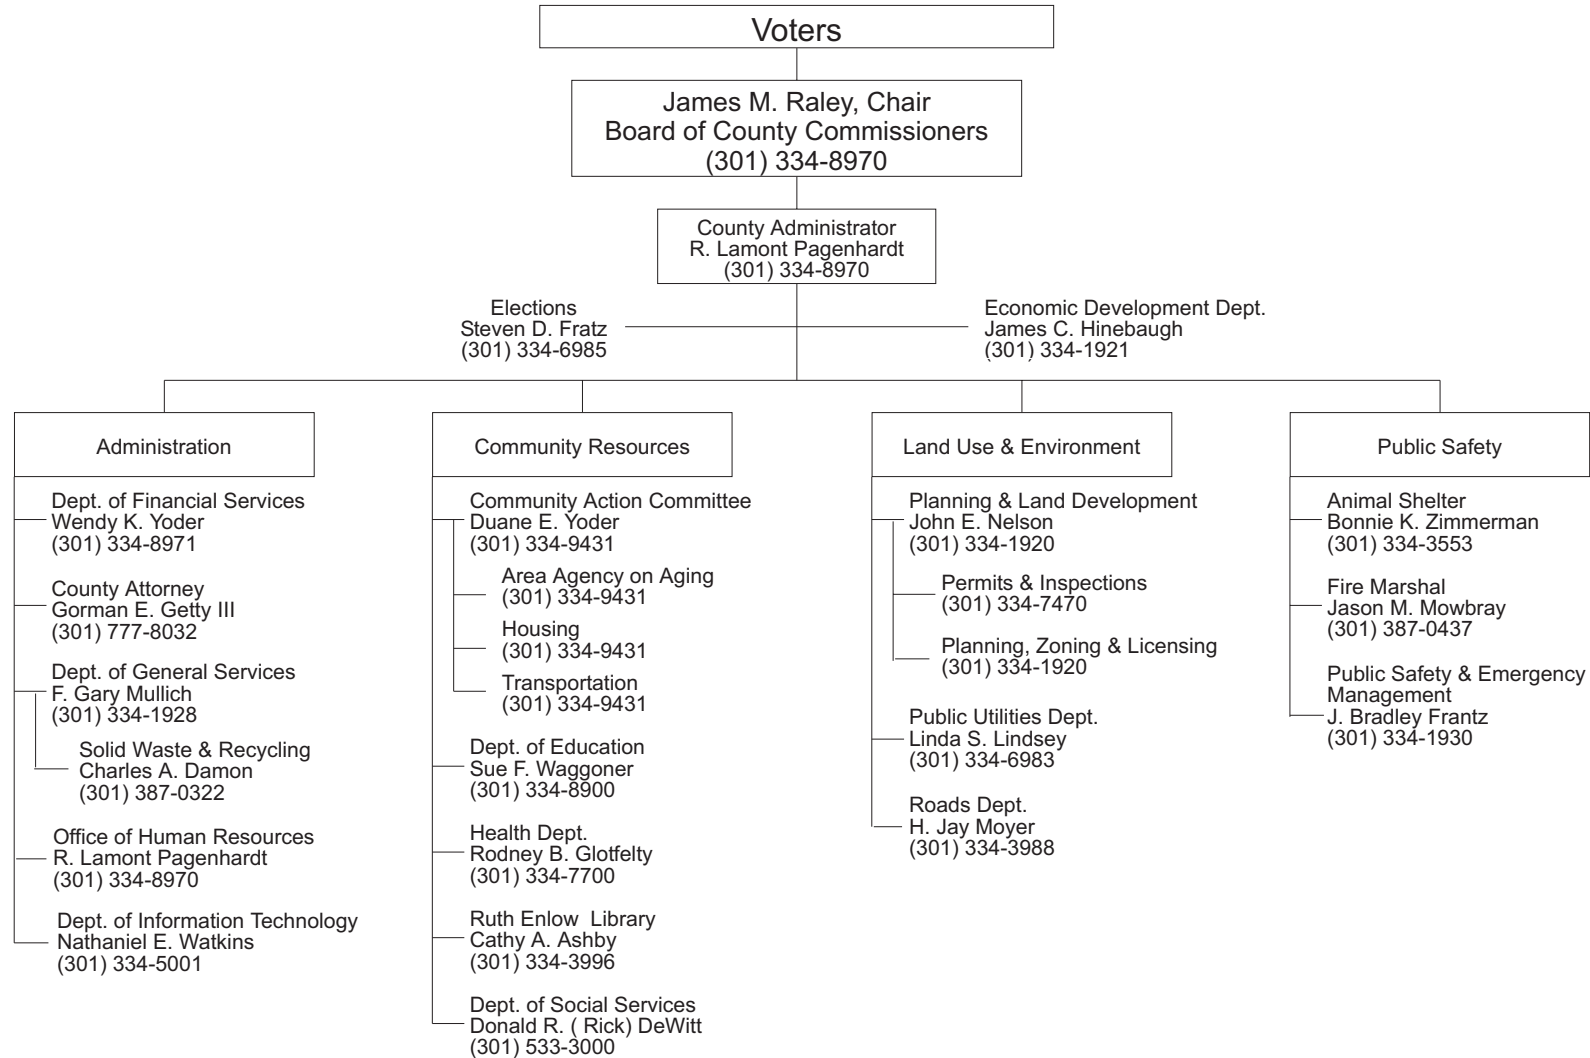 Voters
James M. Raley, Chair
Board of County Commissioners
(301) 334-8970
County Administrator
R. Lamont Pagenhardt
(301) 334-8970
Elections
Steven D. Fratz
(301) 334-6985
Economic Development Dept.
James C. Hinebaugh
(301) 334-1921
Administration
Dept. of Financial Services
Wendy K. Yoder
(301) 334-8971
County Attorney
Gorman E. Getty III
(301) 777-8032
Dept. of General Services
F. Gary Mullich
(301) 334-1928
Solid Waste & Recycling
Charles A. Damon
(301) 387-0322
Office of Human Resources
R. Lamont Pagenhardt
(301) 334-8970
Dept. of Information Technology
Nathaniel E. Watkins
(301) 334-5001
Community Resources
Community Action Committee
Duane E. Yoder
(301) 334-9431
Area Agency on Aging
(301) 334-9431
Housing
(301) 334-9431
Transportation
(301) 334-9431
Dept. of Education
Sue F. Waggoner
(301) 334-8900
Health Dept.
Rodney B. Glotfelty
(301) 334-7700
Ruth Enlow  Library
Cathy A. Ashby
(301) 334-3996
Dept. of Social Services
Donald R. ( Rick) DeWitt
(301) 533-3000
Land Use & Environment
Planning & Land Development
John E. Nelson
(301) 334-1920
Permits & Inspections
(301) 334-7470
Planning, Zoning & Licensing
(301) 334-1920
Public Utilities Dept.
Linda S. Lindsey
(301) 334-6983
Roads Dept.
H. Jay Moyer
(301) 334-3988
Public Safety
Animal Shelter
Bonnie K. Zimmerman
(301) 334-3553
Fire Marshal
Jason M. Mowbray
(301) 387-0437
Public Safety & Emergency
Management
J. Bradley Frantz
(301) 334-1930